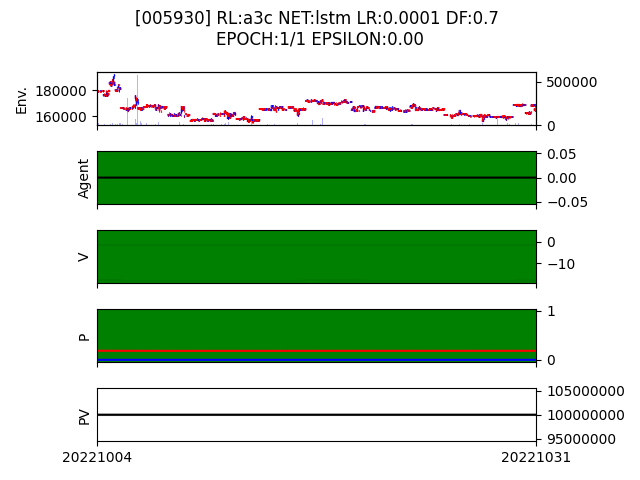 [005930] RL:a3c NET:lstm LR:0.0001 DF:0.7
EPOCH:1/1 EPSILON:0.00
Env.
180000
160000
500000
0
Agent
0.05
0.00
−0.05
V
0
−10
P
1
0
PV
105000000
100000000
95000000
20221004
20221031